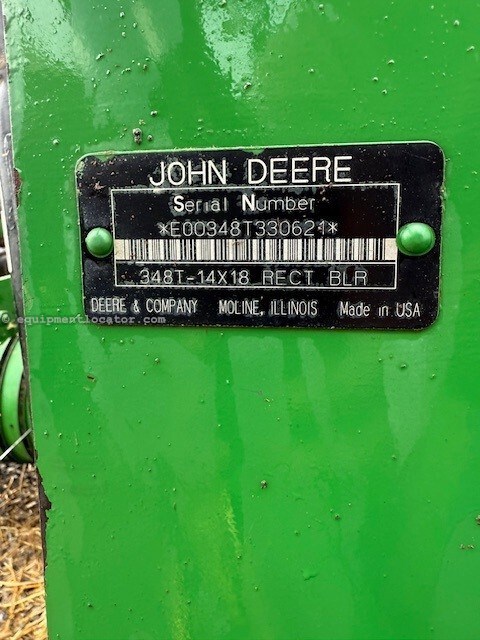 JOHN DEERE
Serial Number
*E00348T330621*
348T-14X18 RECT BLR
DEERE & COMPANY MOLINE, ILLINOIS Made in USA
© equipmentlocator.com